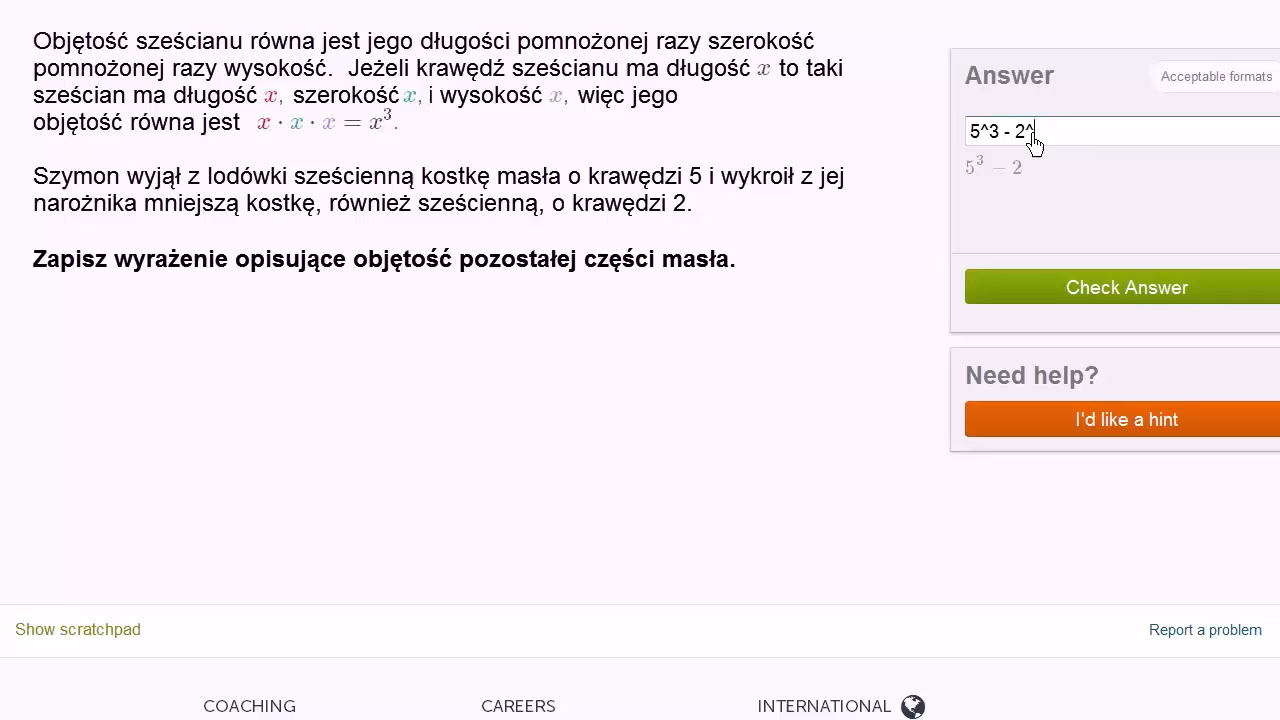 Objętość sześcianu równa jest jego długości pomnożonej razy szerokość
pomnożonej razy wysokość. Jeżeli krawędź sześcianu ma długość x to taki
sześcian ma długość x, szerokość x, i wysokość x, więc jego
objętość równa jest x · x · x = x³.
Szymon wyjął z lodówki sześcienną kostkę masła o krawędzi 5 i wykroił z jej
narożnika mniejszą kostkę, również sześcienną, o krawędzi 2.
Zapisz wyrażenie opisujące objętość pozostałej części masła.
Answer
Acceptable formats
5^3 - 2^
5³ − 2
Check Answer
Need help?
I'd like a hint
Show scratchpad
Report a problem
COACHING
CAREERS
INTERNATIONAL